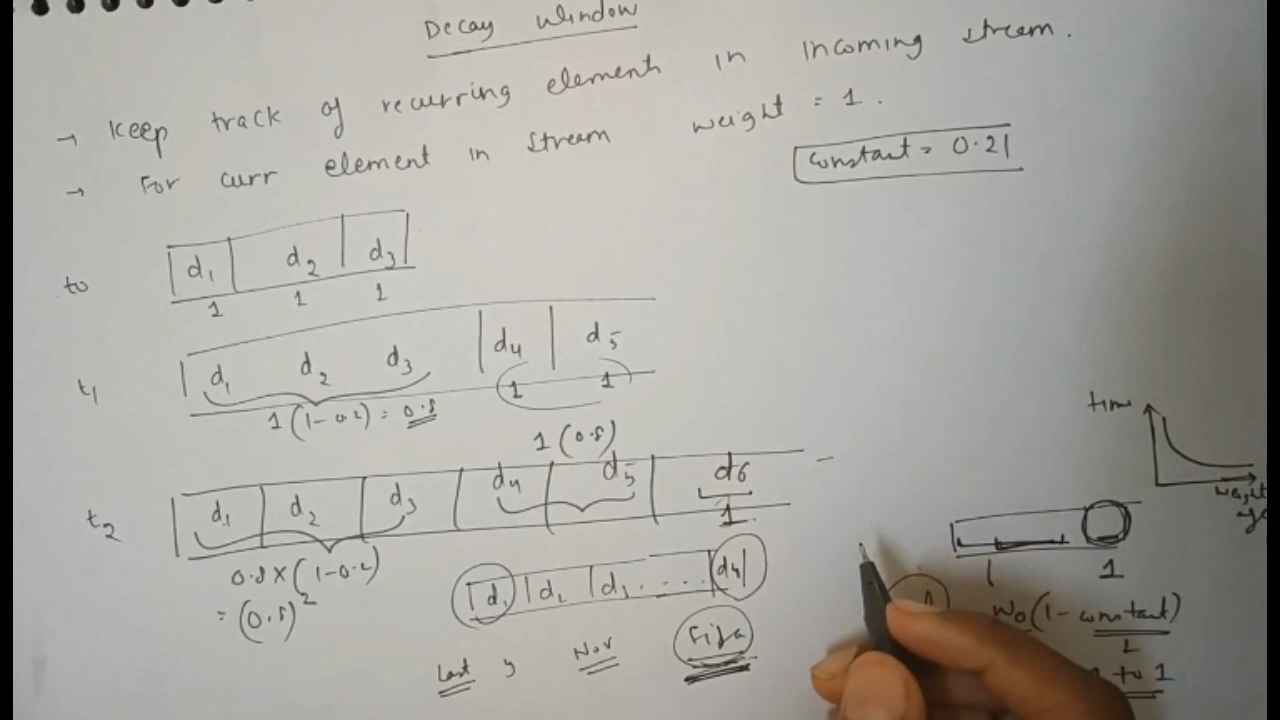 Decay Window
→ Keep track of recurring element in incoming stream.
→ For curr element in stream weight = 1.
constant = 0.2
t0 d1 d2 d3
1 1 1
t1 d1 d2 d3 d4 d5
1(1-0.2) = 0.8 1 1
1(0.8)
t2 d1 d2 d3 d4 d5 d6 -
0.8×(1-0.2) 1
= (0.8)²
d1 d2 d3 ....
Last y Nov Fifa
time
weight
1
w0(1-constant)
to 1